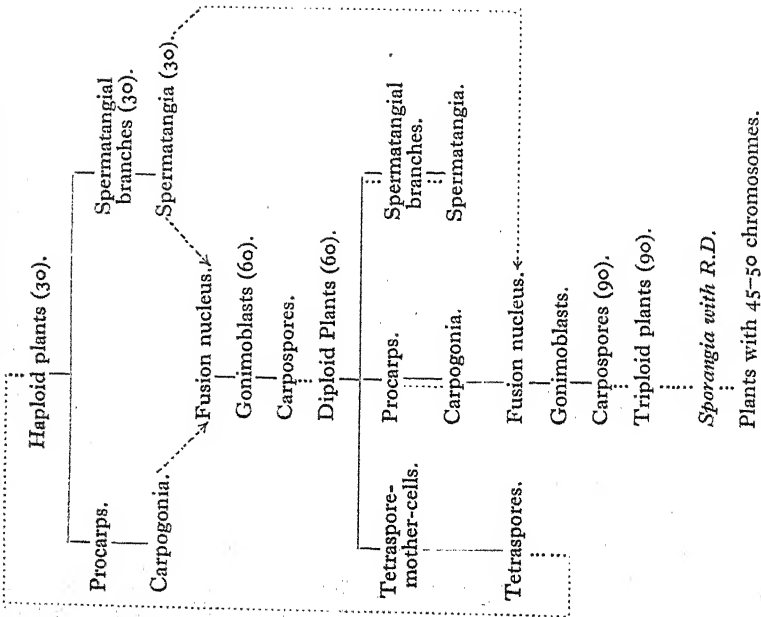 Haploid plants (30).
Procarps.
Spermatangial
branches (30).
Carpogonia.
Spermatangia (30).
Fusion nucleus.
Gonimoblasts (60).
Carpospores.
Diploid Plants (60).
Tetraspore-
mother-cells.
Procarps.
Spermatangial
branches.
Tetraspores.
Carpogonia.
Spermatangia.
Fusion nucleus.
Gonimoblasts.
Carpospores (90).
Triploid plants (90).
Sporangia with R.D.
Plants with 45–50 chromosomes.